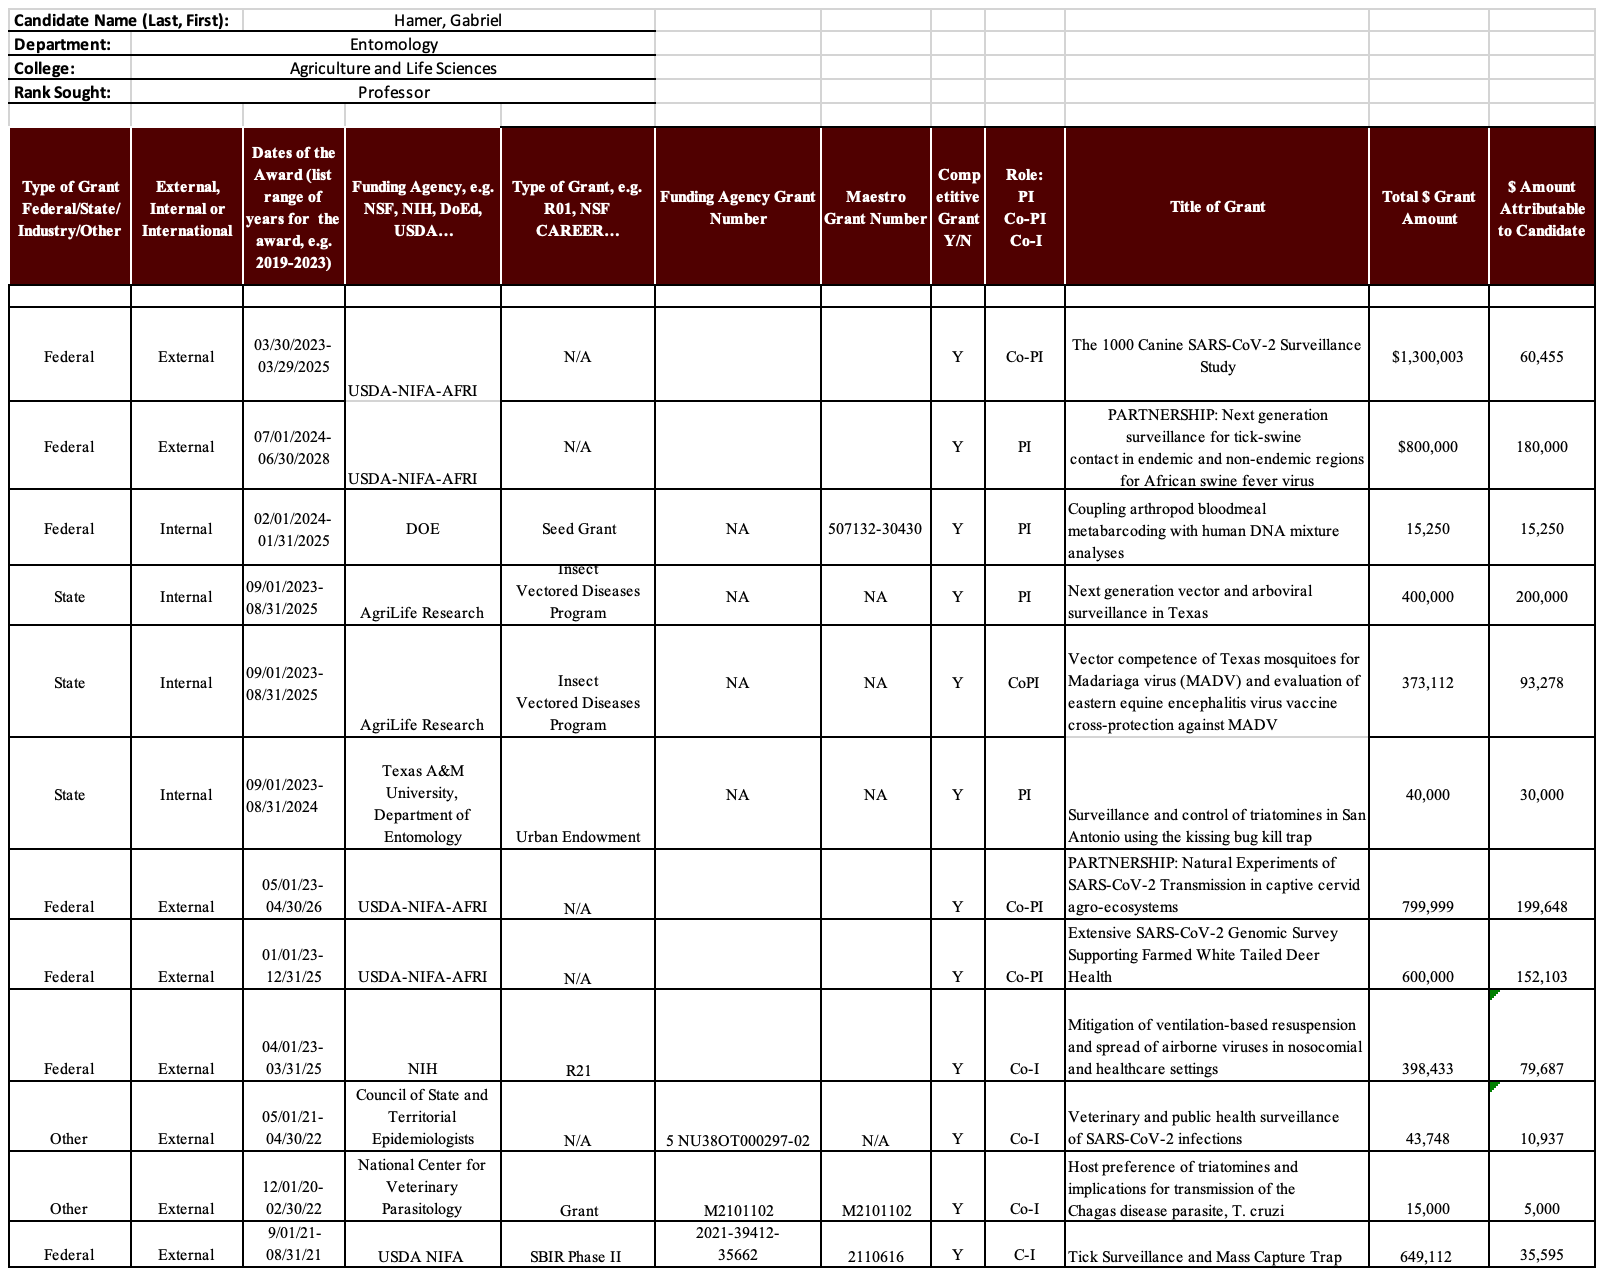 Candidate Name (Last, First): Hamer, Gabriel
Department: Entomology
College: Agriculture and Life Sciences
Rank Sought: Professor
Type of Grant
Federal/State/
Industry/Other
External,
Internal or
International
Dates of the
Award (list
range of
years for the
award, e.g.
2019-2023)
Funding Agency, e.g.
NSF, NIH, DoEd,
USDA…
Type of Grant, e.g.
R01, NSF
CAREER…
Funding Agency Grant
Number
Maestro
Grant Number
Comp
etitive
Grant
Y/N
Role:
PI
Co-PI
Co-I
Title of Grant
Total $ Grant
Amount
$ Amount
Attributable
to Candidate
Federal
External
03/30/2023-
03/29/2025
USDA-NIFA-AFRI
N/A
Y
Co-PI
The 1000 Canine SARS-CoV-2 Surveillance
Study
$1,300,003
60,455
Federal
External
07/01/2024-
06/30/2028
USDA-NIFA-AFRI
N/A
Y
PI
PARTNERSHIP: Next generation
surveillance for tick-swine
contact in endemic and non-endemic regions
for African swine fever virus
$800,000
180,000
Federal
Internal
02/01/2024-
01/31/2025
DOE
Seed Grant
NA
507132-30430
Y
PI
Coupling arthropod bloodmeal
metabarcoding with human DNA mixture
analyses
15,250
15,250
State
Internal
09/01/2023-
08/31/2025
AgriLife Research
Insect
Vectored Diseases
Program
NA
NA
Y
PI
Next generation vector and arboviral
surveillance in Texas
400,000
200,000
State
Internal
09/01/2023-
08/31/2025
AgriLife Research
Insect
Vectored Diseases
Program
NA
NA
Y
CoPI
Vector competence of Texas mosquitoes for
Madariaga virus (MADV) and evaluation of
eastern equine encephalitis virus vaccine
cross-protection against MADV
373,112
93,278
State
Internal
09/01/2023-
08/31/2024
Texas A&M
University,
Department of
Entomology
Urban Endowment
NA
NA
Y
PI
Surveillance and control of triatomines in San
Antonio using the kissing bug kill trap
40,000
30,000
Federal
External
05/01/23-
04/30/26
USDA-NIFA-AFRI
N/A
Y
Co-PI
PARTNERSHIP: Natural Experiments of
SARS-CoV-2 Transmission in captive cervid
agro-ecosystems
799,999
199,648
Federal
External
01/01/23-
12/31/25
USDA-NIFA-AFRI
N/A
Y
Co-PI
Extensive SARS-CoV-2 Genomic Survey
Supporting Farmed White Tailed Deer
Health
600,000
152,103
Federal
External
04/01/23-
03/31/25
NIH
R21
Y
Co-I
Mitigation of ventilation-based resuspension
and spread of airborne viruses in nosocomial
and healthcare settings
398,433
79,687
Other
External
05/01/21-
04/30/22
Council of State and
Territorial
Epidemiologists
N/A
5 NU38OT000297-02
N/A
Y
Co-I
Veterinary and public health surveillance
of SARS-CoV-2 infections
43,748
10,937
Other
External
12/01/20-
02/30/22
National Center for
Veterinary
Parasitology
Grant
M2101102
M2101102
Y
Co-I
Host preference of triatomines and
implications for transmission of the
Chagas disease parasite, T. cruzi
15,000
5,000
Federal
External
9/01/21-
08/31/21
USDA NIFA
SBIR Phase II
2021-39412-
35662
2110616
Y
C-I
Tick Surveillance and Mass Capture Trap
649,112
35,595